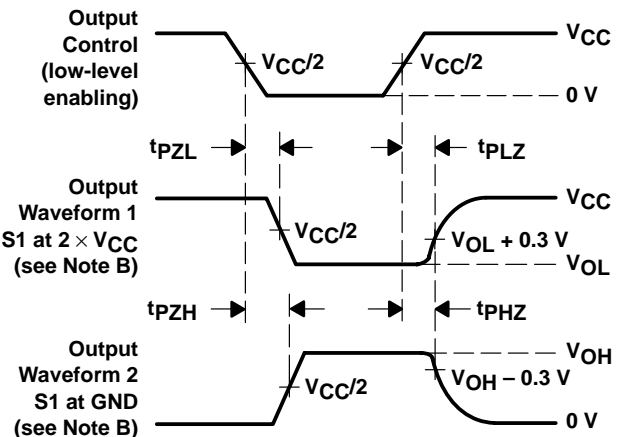 Output
Control
(low-level
enabling)
VCC
VCC/2
VCC/2
0 V
tPZL
tPLZ
Output
Waveform 1
S1 at 2 × VCC
(see Note B)
VCC
VCC/2
VOL + 0.3 V
VOL
tPZH
tPHZ
Output
Waveform 2
S1 at GND
(see Note B)
VOH
VCC/2
VOH – 0.3 V
0 V